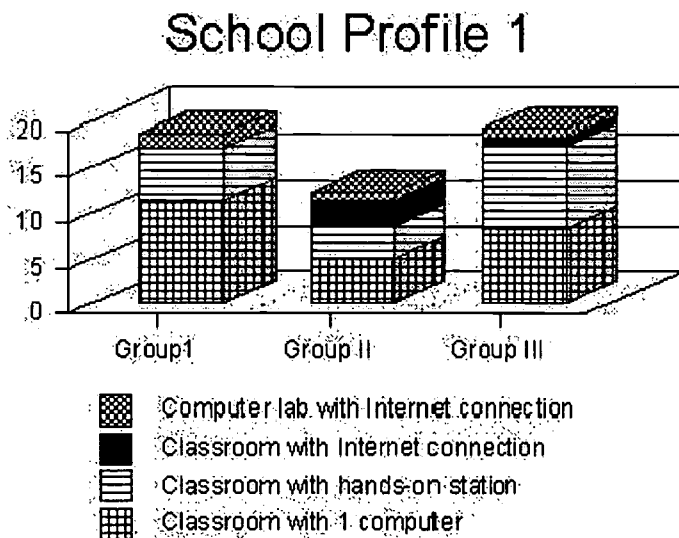 School Profile 1
20
15
10
5
0
Group1 Group II Group III
Computer lab with Internet connection
Classroom with Internet connection
Classroom with hands-on station
Classroom with 1 computer